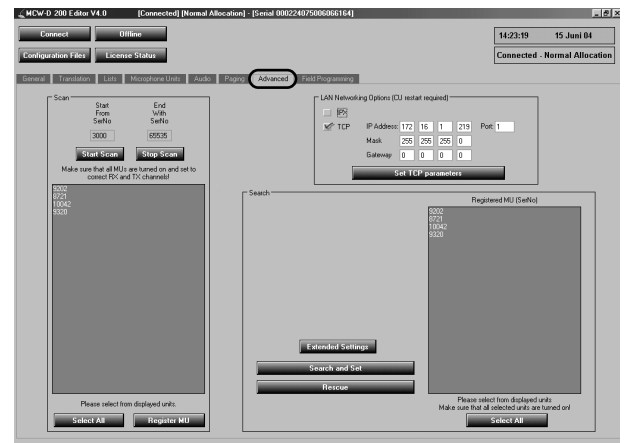 MCW-D 200 Editor V4.0 [Connected] [Normal Allocation] - [Serial 000224075006066164]
Connect Offline
14:23:19 15 Juni 04
Configuration Files License Status
Connected - Normal Allocation
General Translation Lists Microphone Units Audio Paging Advanced Field Programming
Scan
Start From SerNo
End With SerNo
3000 65535
Start Scan Stop Scan
Make sure that all MUs are turned on and set to
correct RX and TX channels!
9202
8721
10042
9320
Please select from displayed units.
Select All Register MU
LAN Networking Options (CU restart required)
IPX
TCP IP Address: 172 16 1 219 Port: 1
Mask 255 255 255 0
Gateway 0 0 0 0
Set TCP parameters
Search
Registered MU (SerNo)
9202
8721
10042
9320
Extended Settings
Search and Set
Rescue
Please select from displayed units
Make sure that all selected units are turned on!
Select All